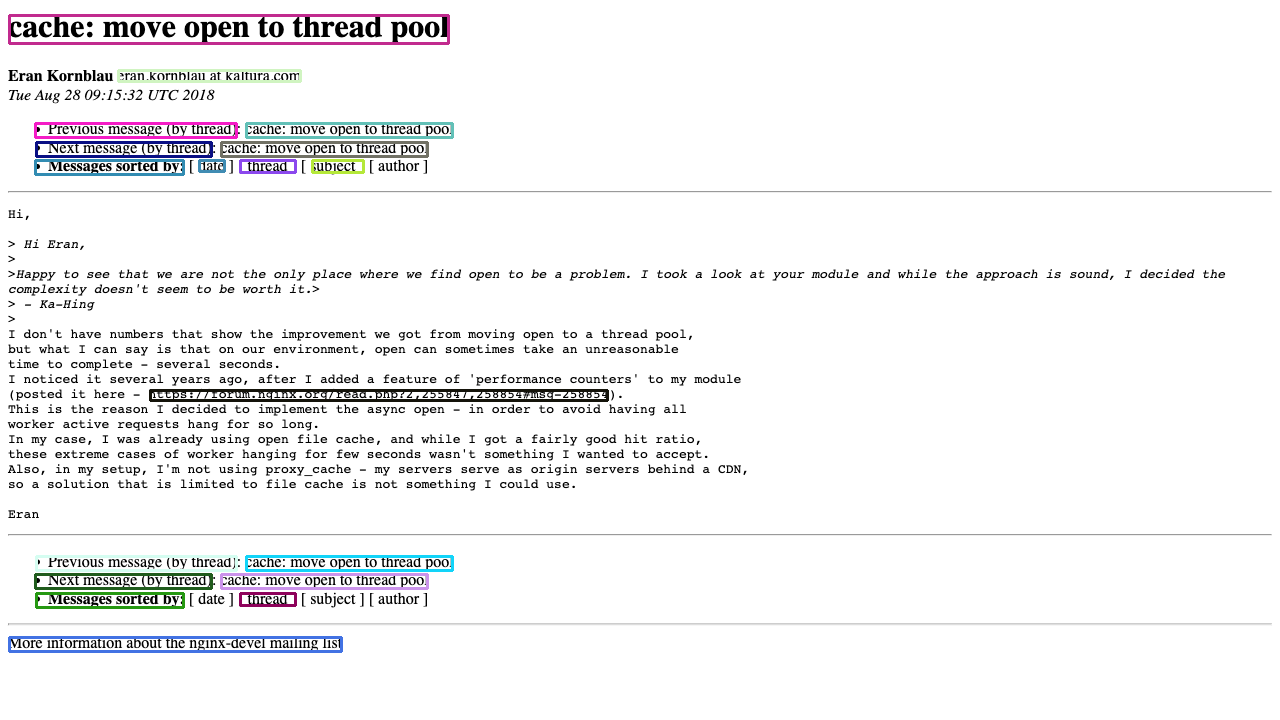 cache: move open to thread pool
Eran Kornblau eran.kornblau at kaltura.com
Tue Aug 28 09:15:32 UTC 2018
• Previous message (by thread): cache: move open to thread pool
• Next message (by thread): cache: move open to thread pool
• Messages sorted by: [ date ] [ thread ] [ subject ] [ author ]
Hi,
> Hi Eran,
>
>Happy to see that we are not the only place where we find open to be a problem. I took a look at your module and while the approach is sound, I decided the
complexity doesn't seem to be worth it.>
> - Ka-Hing
>
I don't have numbers that show the improvement we got from moving open to a thread pool,
but what I can say is that on our environment, open can sometimes take an unreasonable
time to complete - several seconds.
I noticed it several years ago, after I added a feature of 'performance counters' to my module
(posted it here - https://forum.nginx.org/read.php?2,255847,258854#msg-258854).
This is the reason I decided to implement the async open - in order to avoid having all
worker active requests hang for so long.
In my case, I was already using open file cache, and while I got a fairly good hit ratio,
these extreme cases of worker hanging for few seconds wasn't something I wanted to accept.
Also, in my setup, I'm not using proxy_cache - my servers serve as origin servers behind a CDN,
so a solution that is limited to file cache is not something I could use.
Eran
• Previous message (by thread): cache: move open to thread pool
• Next message (by thread): cache: move open to thread pool
• Messages sorted by: [ date ] [ thread ] [ subject ] [ author ]
More information about the nginx-devel mailing list